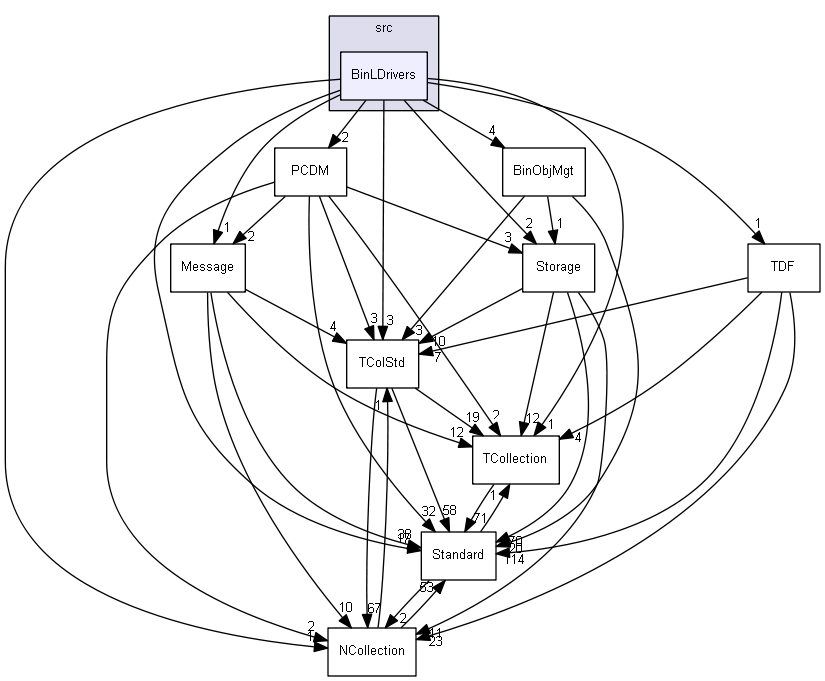 src
BinLDrivers
2
4
PCDM
BinObjMgt
1
2
3
2
1
1
Message
Storage
TDF
4
3
3
3
10
7
TColStd
1
19
2
12
1
4
12
TCollection
1
32
58
71
Standard
114
53
10
67
2
2
23
NCollection